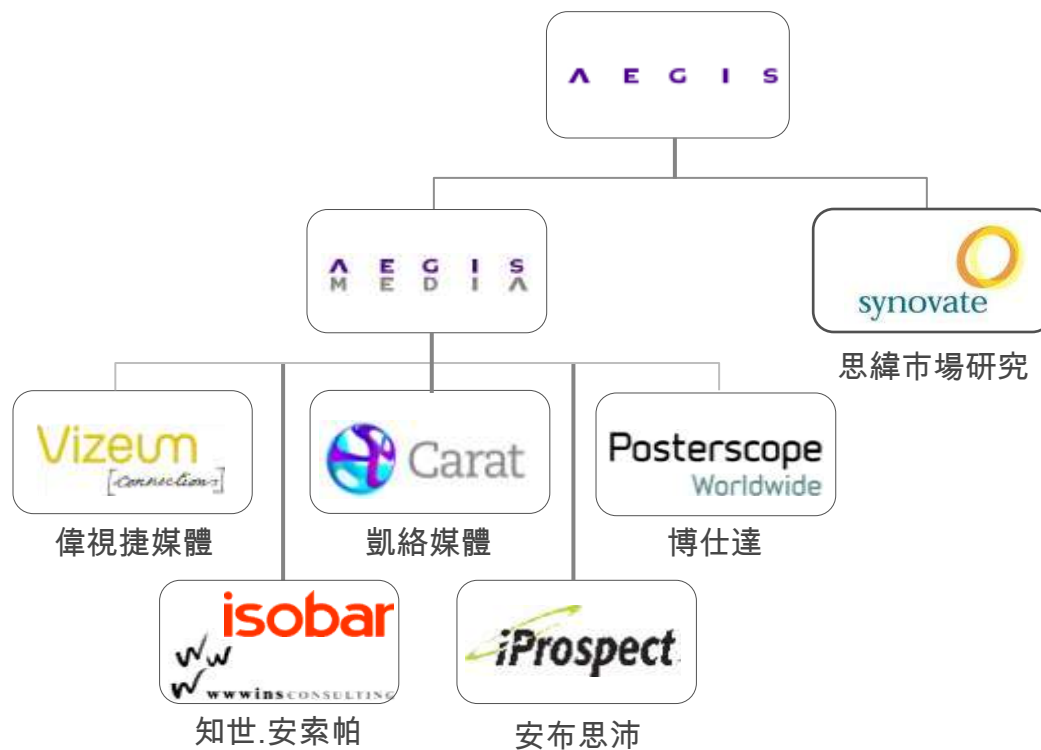 AEGIS
AEGIS
MEDIA
synovate
思緯市場研究
Vizeum
[connections]
偉視捷媒體
Carat
凱絡媒體
Posterscope
Worldwide
博仕達
isobar
wwwins CONSULTING
知世.安索帕
iProspect
安布思沛